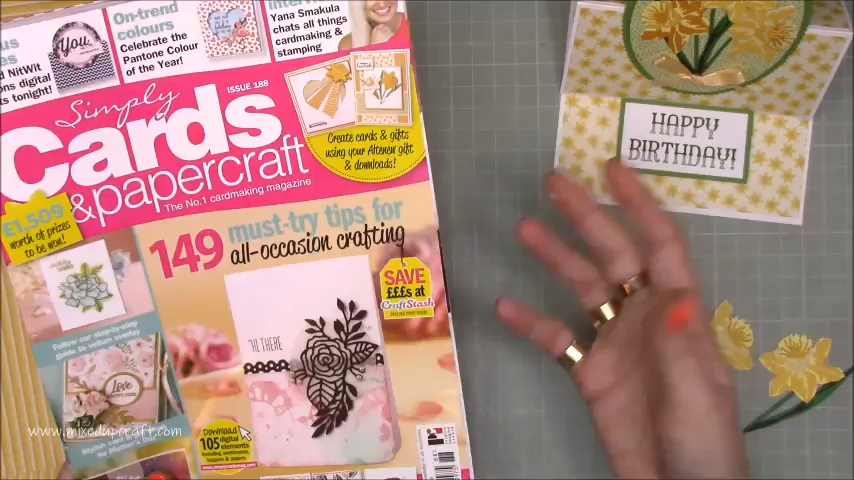 You
NitWit
ons digital
ts tonight!
On-trend
colours
Celebrate the
Pantone Colour
of the Year!
Yana Smakula
chats all things
cardmaking &
stamping
ISSUE 188
Simply
Cards
&papercraft
The No.1 cardmaking magazine
Create cards & gifts
using your Altenew gift
& downloads!
£1,509
worth of prizes
to be won!
149 must-try tips for
all-occasion crafting
SAVE
£££s at
CraftStash
"HI THERE
Follow our step-by-step
guide to vellum overlay
Love
Download
105 digital
elements
www.mixedupcraft.com
HAPPY
BIRTHDAY!